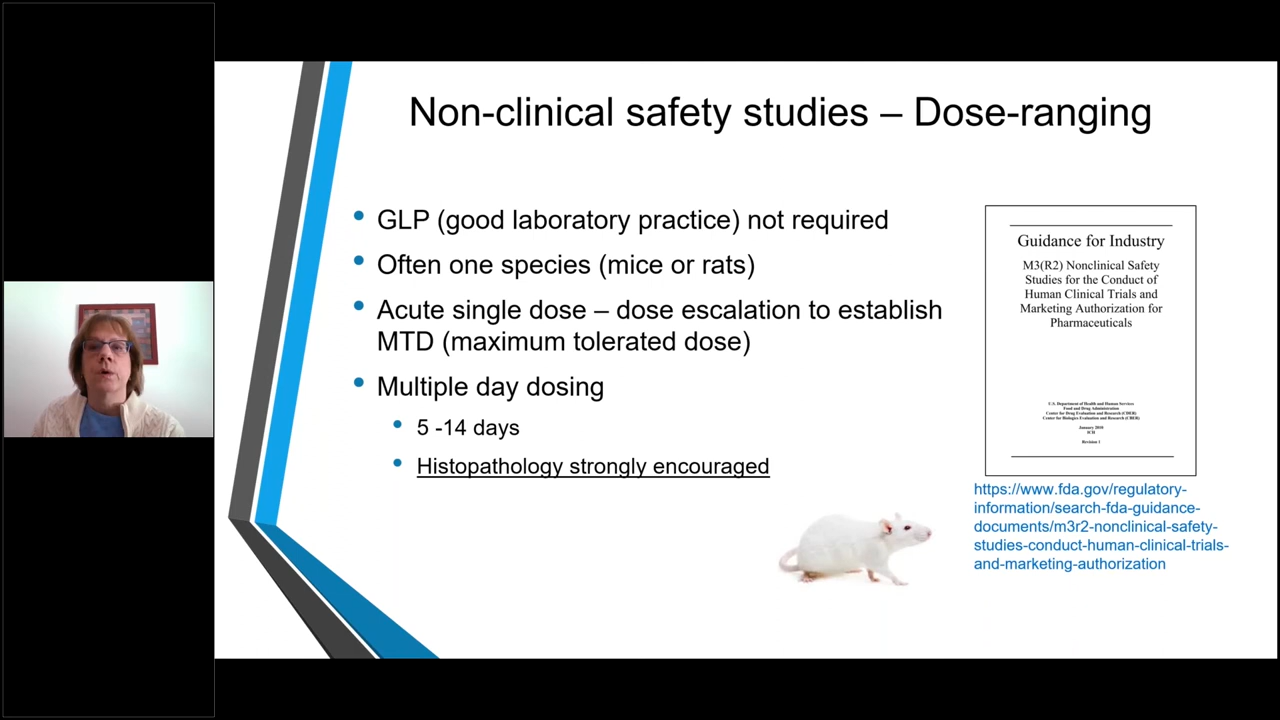 Non-clinical safety studies – Dose-ranging
• GLP (good laboratory practice) not required
• Often one species (mice or rats)
• Acute single dose – dose escalation to establish
MTD (maximum tolerated dose)
• Multiple day dosing
• 5 -14 days
• Histopathology strongly encouraged
Guidance for Industry
M3(R2) Nonclinical Safety
Studies for the Conduct of
Human Clinical Trials and
Marketing Authorization for
Pharmaceuticals
U.S. Department of Health and Human Services
Food and Drug Administration
Center for Drug Evaluation and Research (CDER)
Center for Biologics Evaluation and Research (CBER)
January 2010
ICH
Revision 1
https://www.fda.gov/regulatory-
information/search-fda-guidance-
documents/m3r2-nonclinical-safety-
studies-conduct-human-clinical-trials-
and-marketing-authorization